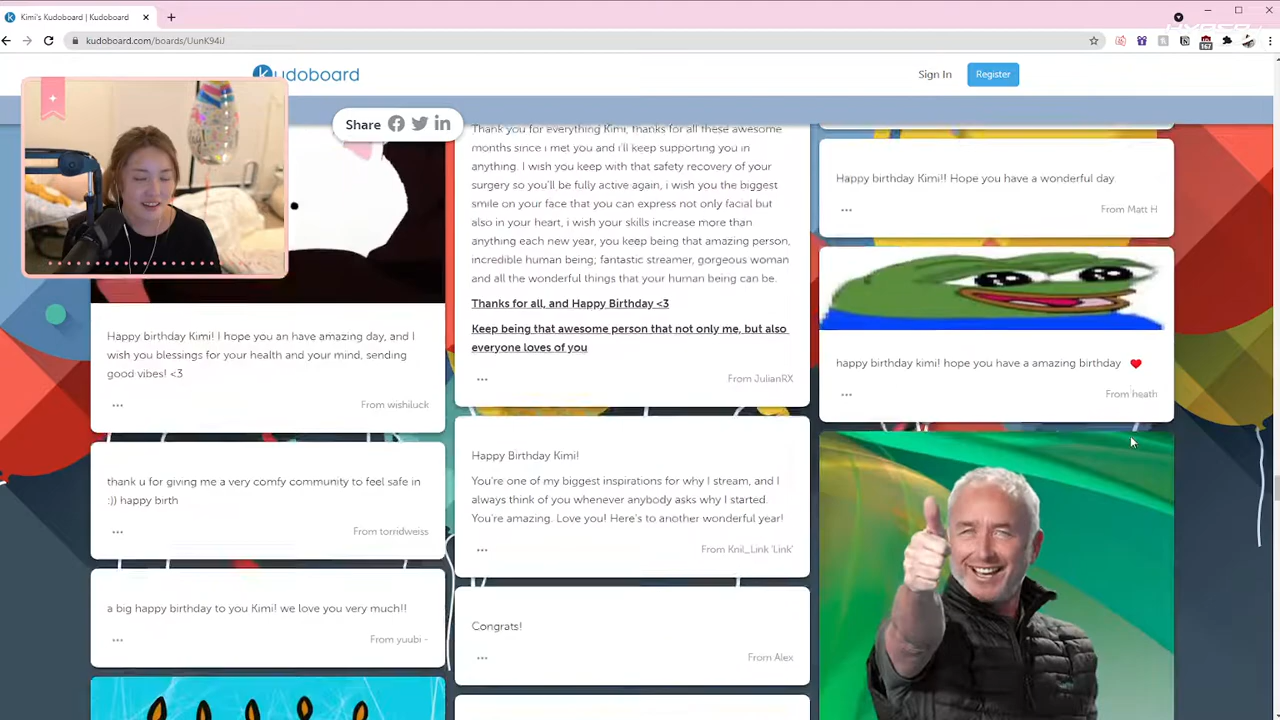 Kimi's Kudoboard | Kudoboard
kudoboard.com/boards/UunK94iJ
167
kudoboard
Sign In
Register
Share
Happy birthday Kimi! I hope you an have amazing day, and I
wish you blessings for your health and your mind, sending
good vibes! <3
From wishiluck
thank u for giving me a very comfy community to feel safe in
:)) happy birth
From torridweiss
a big happy birthday to you Kimi! we love you very much!!
From yuubi ~
Thank you for everything Kimi, thanks for all these awesome
months since i met you and i'll keep supporting you in
anything. I wish you keep with that safety recovery of your
surgery so you'll be fully active again, i wish you the biggest
smile on your face that you can express not only facial but
also in your heart, i wish your skills increase more than
anything each new year, you keep being that amazing person,
incredible human being; fantastic streamer, gorgeous woman
and all the wonderful things that your human being can be.
Thanks for all, and Happy Birthday <3
Keep being that awesome person that not only me, but also
everyone loves of you
From JulianRX
Happy Birthday Kimi!
You're one of my biggest inspirations for why I stream, and I
always think of you whenever anybody asks why I started.
You're amazing. Love you! Here's to another wonderful year!
From Knil_Link 'Link'
Congrats!
From Alex
Happy birthday Kimi!! Hope you have a wonderful day
From Matt H
happy birthday kimi! hope you have a amazing birthday ❤
From heath